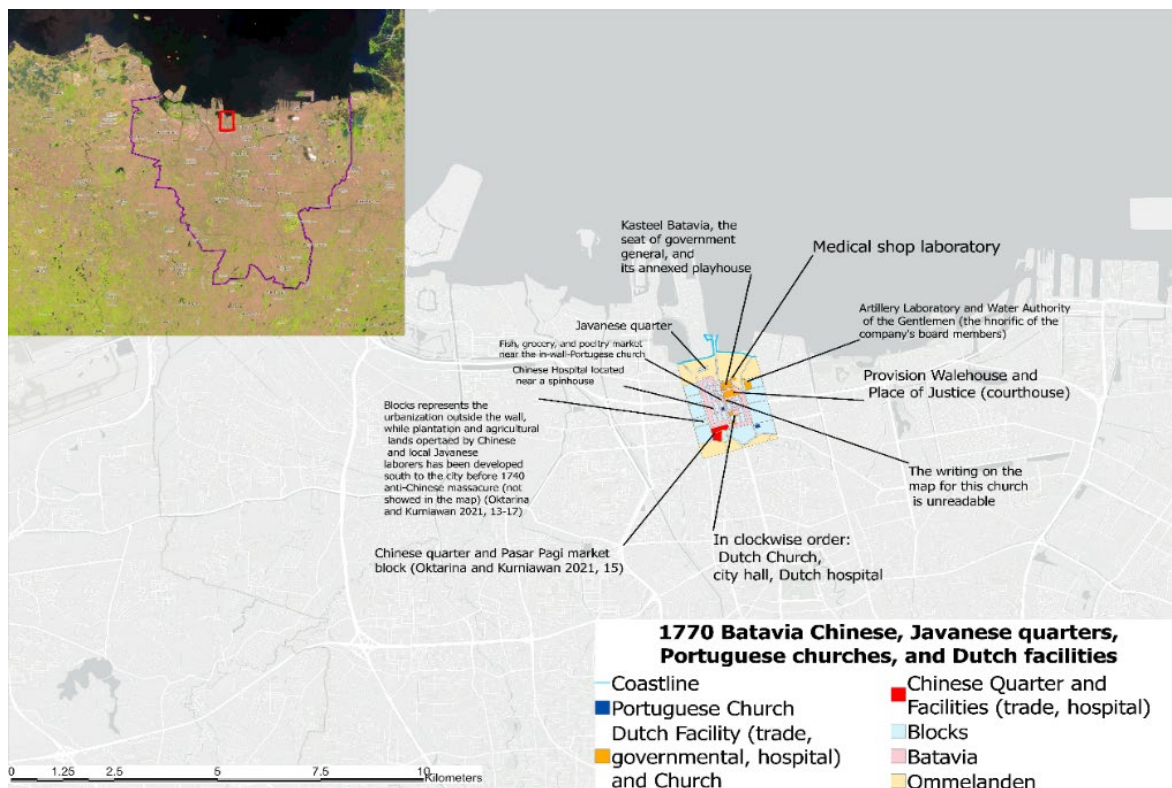 Kasteel Batavia, the
seat of government
general, and
its annexed playhouse
Medical shop laboratory
Artillery Laboratory and Water Authority
of the Gentlemen (the hnorific of the
company's board members)
Javanese quarter
Fish, grocery, and poeltry market
near the in-wall-Portugese church
Chinese Hospital located
near a spinhouse
Provision Walehouse and
Place of Justice (courthouse)
Blocks represents the
urbanization outside the wall,
while plantation and agricultural
lands opertaed by Chinese
and local Javanese
laborers has been developed
south to the city before 1740
anti-Chinese massacure (not
showed in the map) (Oktarina
and Kurniawan 2021, 13-17)
The writing on the
map for this church
is unreadable
Chinese quarter and Pasar Pagi market
block (Oktarina and Kurniawan 2021, 15)
In clockwise order:
Dutch Church,
city hall, Dutch hospital
1770 Batavia Chinese, Javanese quarters,
Portuguese churches, and Dutch facilities
Coastline
Portuguese Church
Dutch Facility (trade,
governmental, hospital)
and Church
Chinese Quarter and
Facilities (trade, hospital)
Blocks
Batavia
Ommelanden
0 1.25 2.5 5 7.5 10
Kilometers